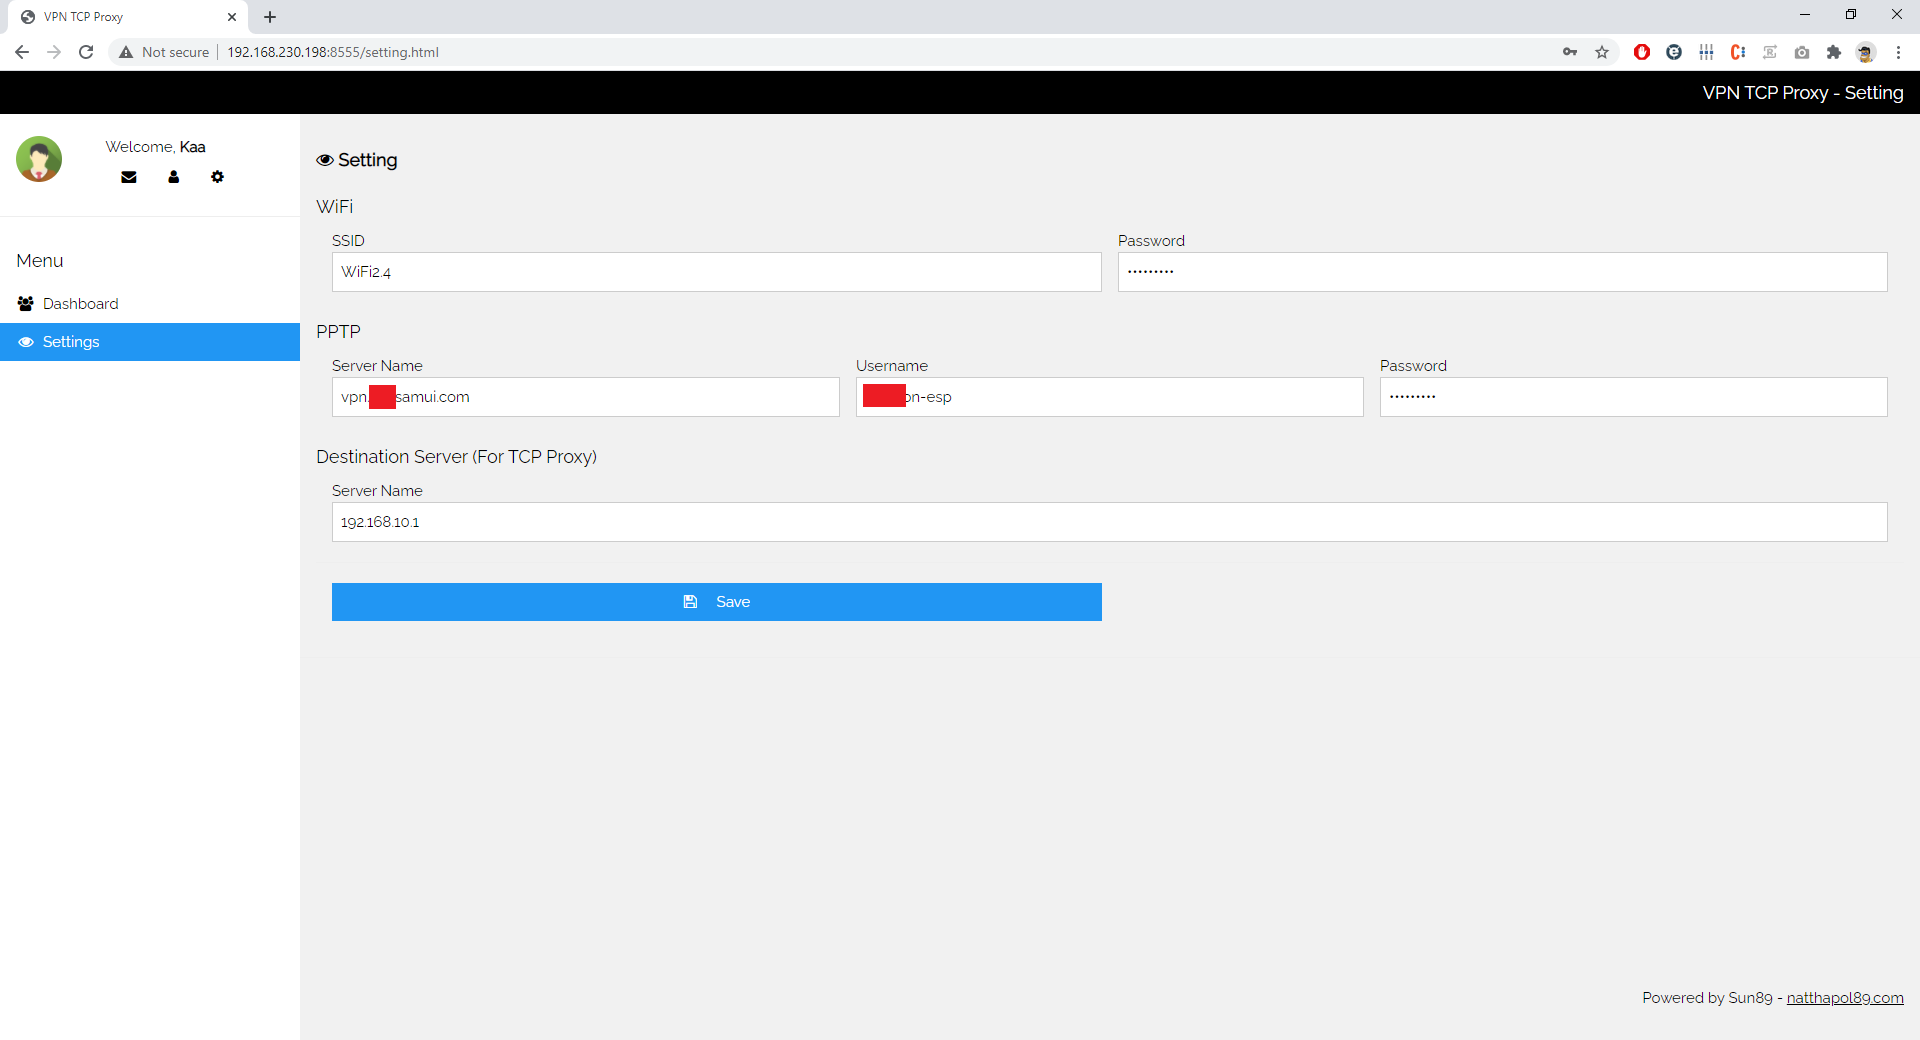 VPN TCP Proxy
Not secure 192.168.230.198:8555/setting.html
VPN TCP Proxy - Setting
Welcome, Kaa
Menu
Dashboard
Settings
Setting
WiFi
SSID Password
WiFi2.4 •••••••••
PPTP
Server Name Username Password
vpn. samui.com on-esp •••••••••
Destination Server (For TCP Proxy)
Server Name
192.168.10.1
Save
Powered by Sun89 - natthapol89.com